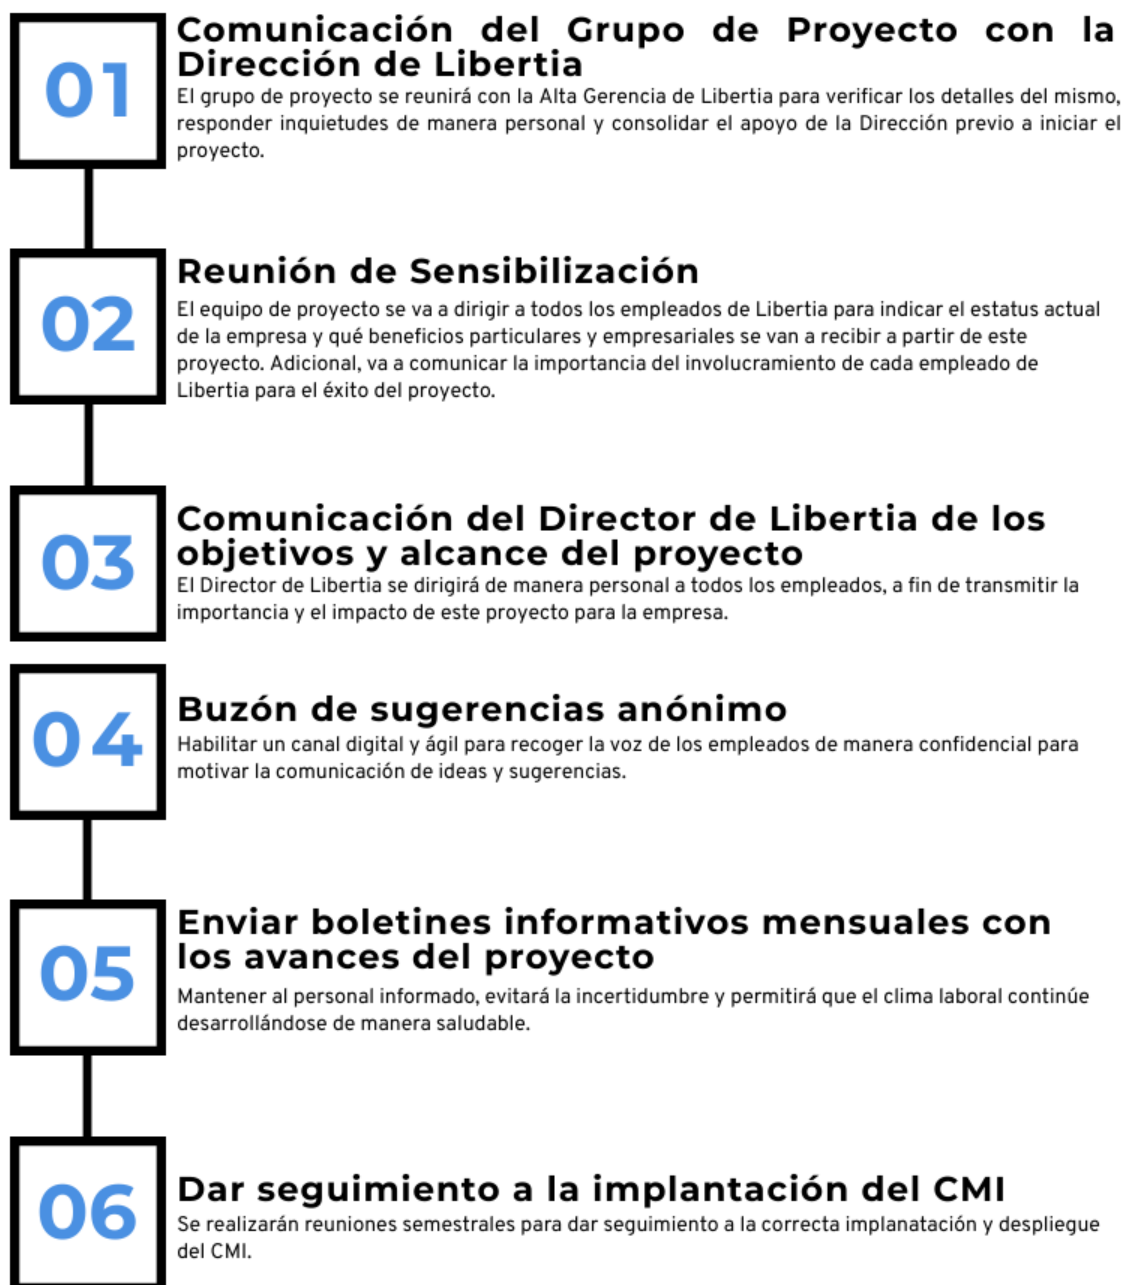 01
Comunicación del Grupo de Proyecto con la
Dirección de Libertia
El grupo de proyecto se reunirá con la Alta Gerencia de Libertia para verificar los detalles del mismo,
responder inquietudes de manera personal y consolidar el apoyo de la Dirección previo a iniciar el
proyecto.
02
Reunión de Sensibilización
El equipo de proyecto se va a dirigir a todos los empleados de Libertia para indicar el estatus actual
de la empresa y qué beneficios particulares y empresariales se van a recibir a partir de este
proyecto. Adicional, va a comunicar la importancia del involucramiento de cada empleado de
Libertia para el éxito del proyecto.
03
Comunicación del Director de Libertia de los
objetivos y alcance del proyecto
El Director de Libertia se dirigirá de manera personal a todos los empleados, a fin de transmitir la
importancia y el impacto de este proyecto para la empresa.
04
Buzón de sugerencias anónimo
Habilitar un canal digital y ágil para recoger la voz de los empleados de manera confidencial para
motivar la comunicación de ideas y sugerencias.
05
Enviar boletines informativos mensuales con
los avances del proyecto
Mantener al personal informado, evitará la incertidumbre y permitirá que el clima laboral continúe
desarrollándose de manera saludable.
06
Dar seguimiento a la implantación del CMI
Se realizarán reuniones semestrales para dar seguimiento a la correcta implanatación y despliegue
del CMI.